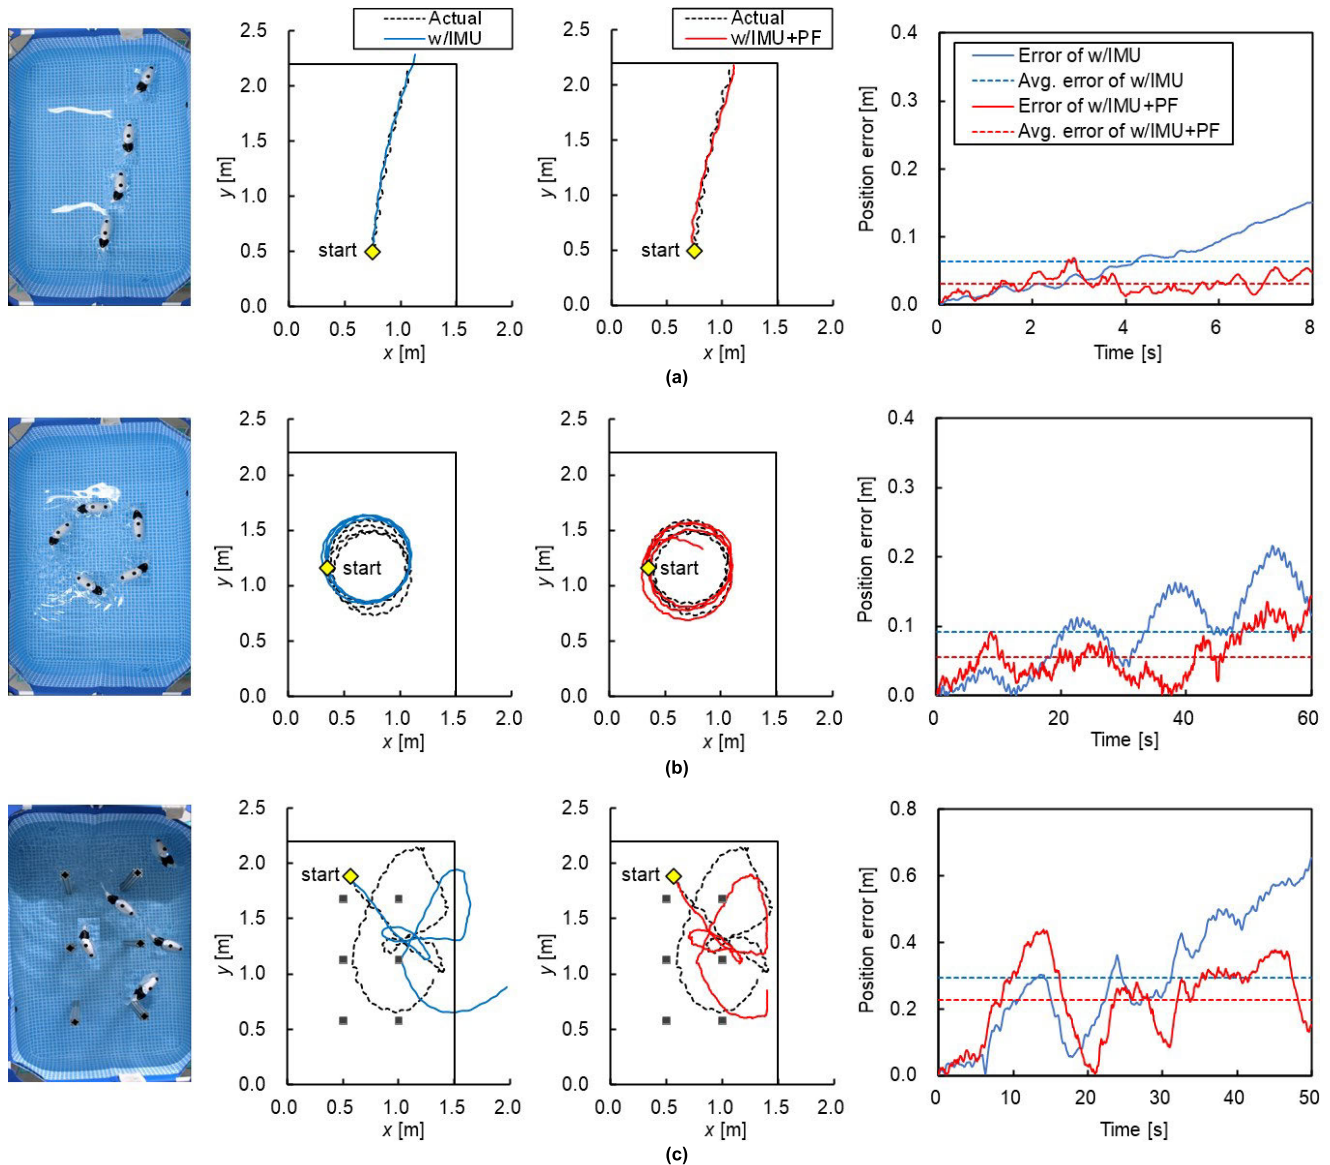 Actual
w/IMU
2.5
2.0
1.5
1.0
0.5
0.0
y [m]
start
0.0 0.5 1.0 1.5 2.0
x [m]
Actual
w/IMU+PF
2.5
2.0
1.5
1.0
0.5
0.0
y [m]
start
0.0 0.5 1.0 1.5 2.0
x [m]
Error of w/IMU
Avg. error of w/IMU
Error of w/IMU+PF
Avg. error of w/IMU+PF
0.4
0.3
0.2
0.1
0.0
Position error [m]
0 2 4 6 8
Time [s]
(a)
2.5
2.0
1.5
1.0
0.5
0.0
y [m]
start
0.0 0.5 1.0 1.5 2.0
x [m]
2.5
2.0
1.5
1.0
0.5
0.0
y [m]
start
0.0 0.5 1.0 1.5 2.0
x [m]
0.4
0.3
0.2
0.1
0.0
Position error [m]
0 20 40 60
Time [s]
(b)
2.5
2.0
1.5
1.0
0.5
0.0
y [m]
start
0.0 0.5 1.0 1.5 2.0
x [m]
2.5
2.0
1.5
1.0
0.5
0.0
y [m]
start
0.0 0.5 1.0 1.5 2.0
x [m]
0.8
0.6
0.4
0.2
0.0
Position error [m]
0 10 20 30 40 50
Time [s]
(c)